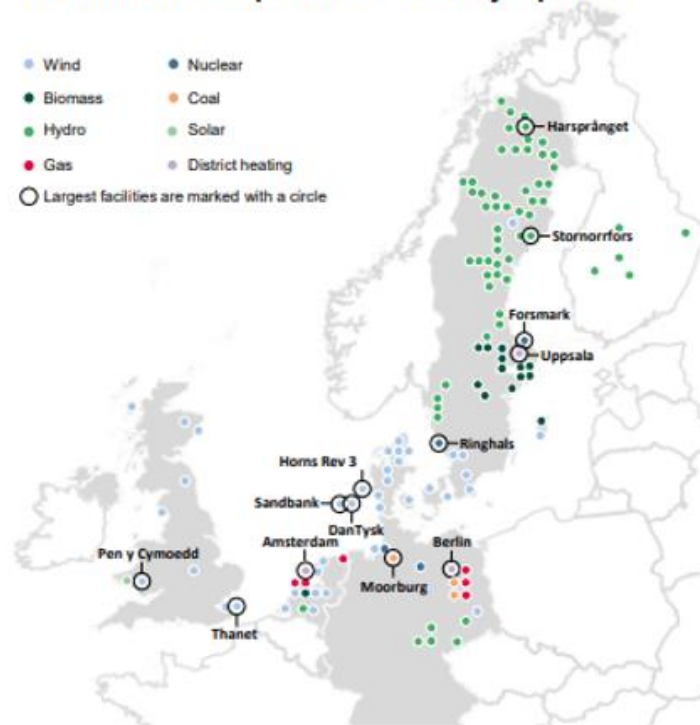 Wind
Nuclear
Biomass
Coal
Hydro
Solar
Gas
District heating
Largest facilities are marked with a circle
Harsprånget
Stornorrfors
Forsmark
Uppsala
Ringhals
Horns Rev 3
Sandbank
DanTysk
Amsterdam
Berlin
Pen y Cymoedd
Moorburg
Thanet